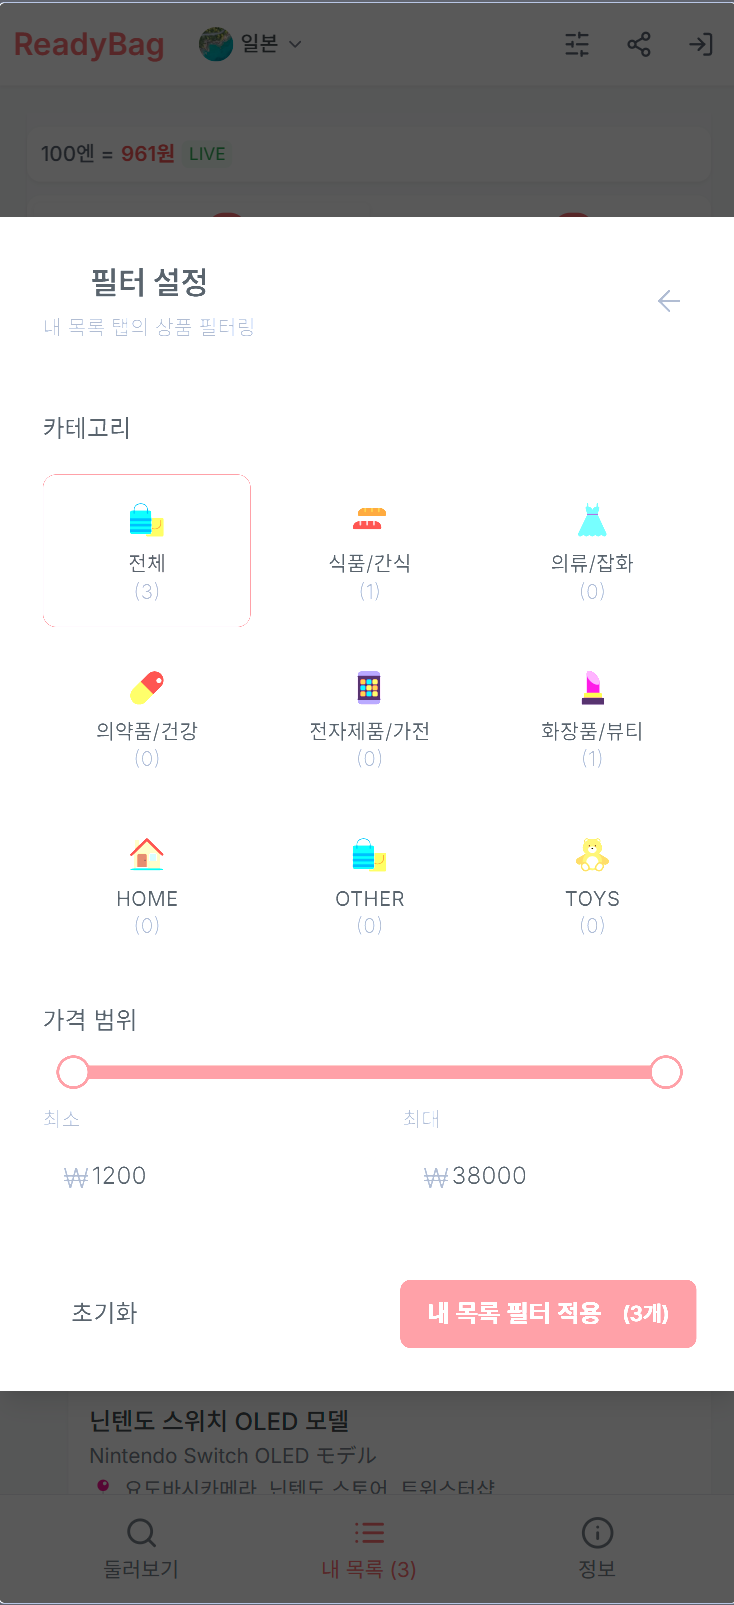 ReadyBag 일본
100엔 = 961원 LIVE
필터 설정
내 목록 탭의 상품 필터링
카테고리
전체 식품/간식 의류/잡화
(3) (1) (0)
의약품/건강 전자제품/가전 화장품/뷰티
(0) (0) (1)
HOME OTHER TOYS
(0) (0) (0)
가격 범위
최소 최대
₩1200 ₩38000
초기화 내 목록 필터 적용 (3개)
닌텐도 스위치 OLED 모델
Nintendo Switch OLED モデル
요도바시카메라, 닌텐도 스토어, 트위스터샵
둘러보기 내 목록 (3) 정보